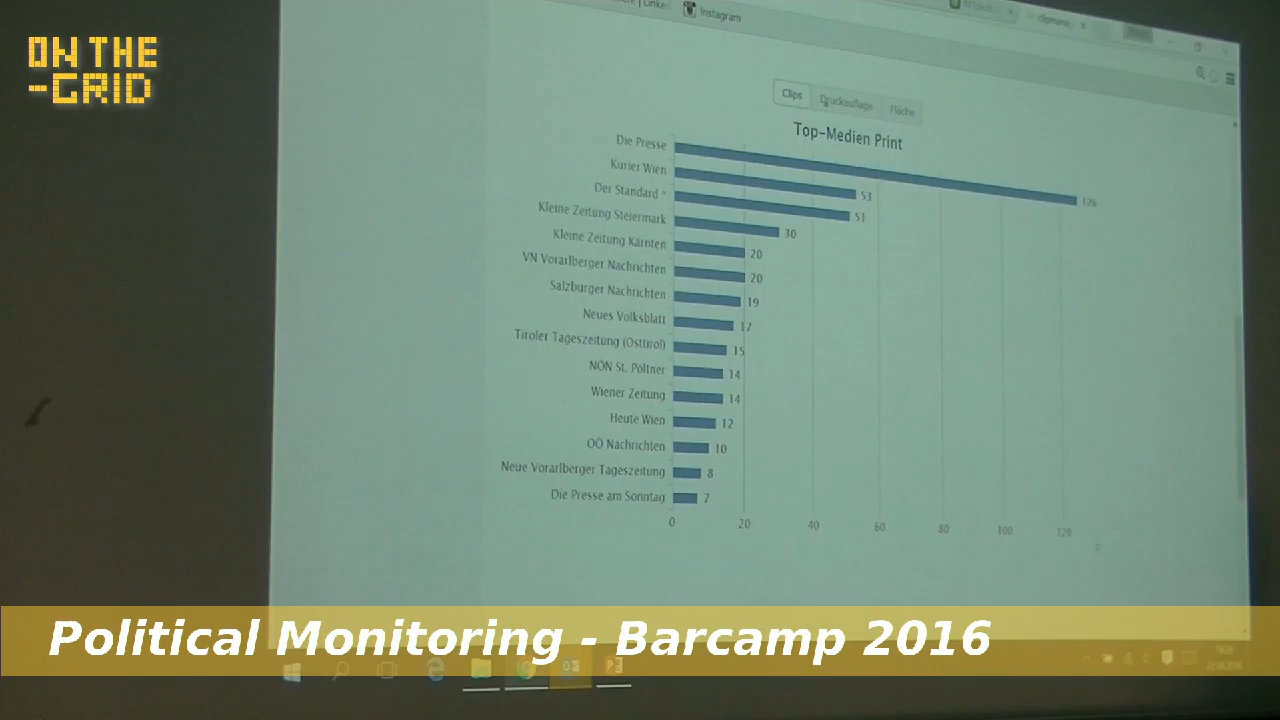 ON THE
-GRID
Instagram
Clips Druckauflage Fläche
Top-Medien Print
Die Presse 126
Kurier Wien 53
Der Standard * 51
Kleine Zeitung Steiermark 30
Kleine Zeitung Kärnten 20
VN Vorarlberger Nachrichten 20
Salzburger Nachrichten 19
Neues Volksblatt 17
Tiroler Tageszeitung (Osttirol) 15
NÖN St. Pöltner 14
Wiener Zeitung 14
Heute Wien 12
OÖ Nachrichten 10
Neue Vorarlberger Tageszeitung 8
Die Presse am Sonntag 7
0 20 40 60 80 100 120
Political Monitoring - Barcamp 2016